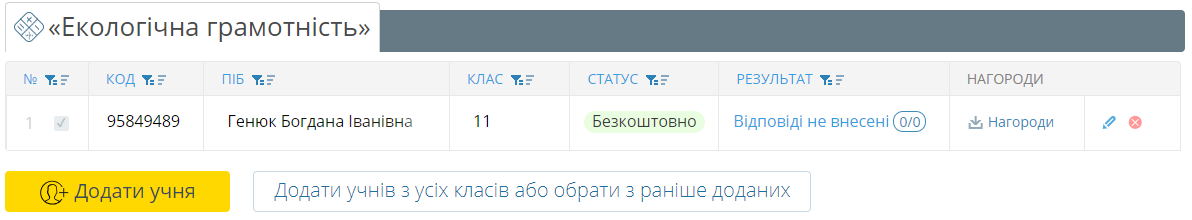 «Екологічна грамотність»
№ КОД ПІБ КЛАС СТАТУС РЕЗУЛЬТАТ НАГОРОДИ
1 95849489 Генюк Богдана Іванівна 11 Безкоштовно Відповіді не внесені 0/0 Нагороди
Додати учня Додати учнів з усіх класів або обрати з раніше доданих